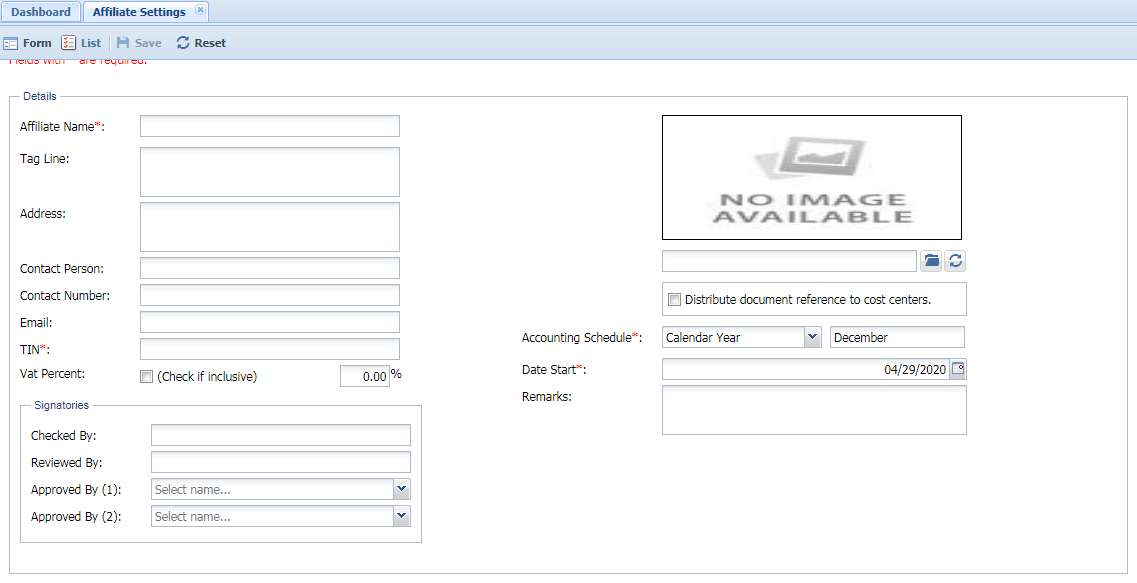 Dashboard Affiliate Settings
Form List Save Reset
Fields with * are required.
Details
Affiliate Name*:
Tag Line:
Address:
Contact Person:
Contact Number:
Email:
TIN*:
Vat Percent: (Check if inclusive) 0.00 %
Signatories
Checked By:
Reviewed By:
Approved By (1): Select name...
Approved By (2): Select name...
NO IMAGE
AVAILABLE
Distribute document reference to cost centers.
Accounting Schedule*: Calendar Year December
Date Start*: 04/29/2020
Remarks: